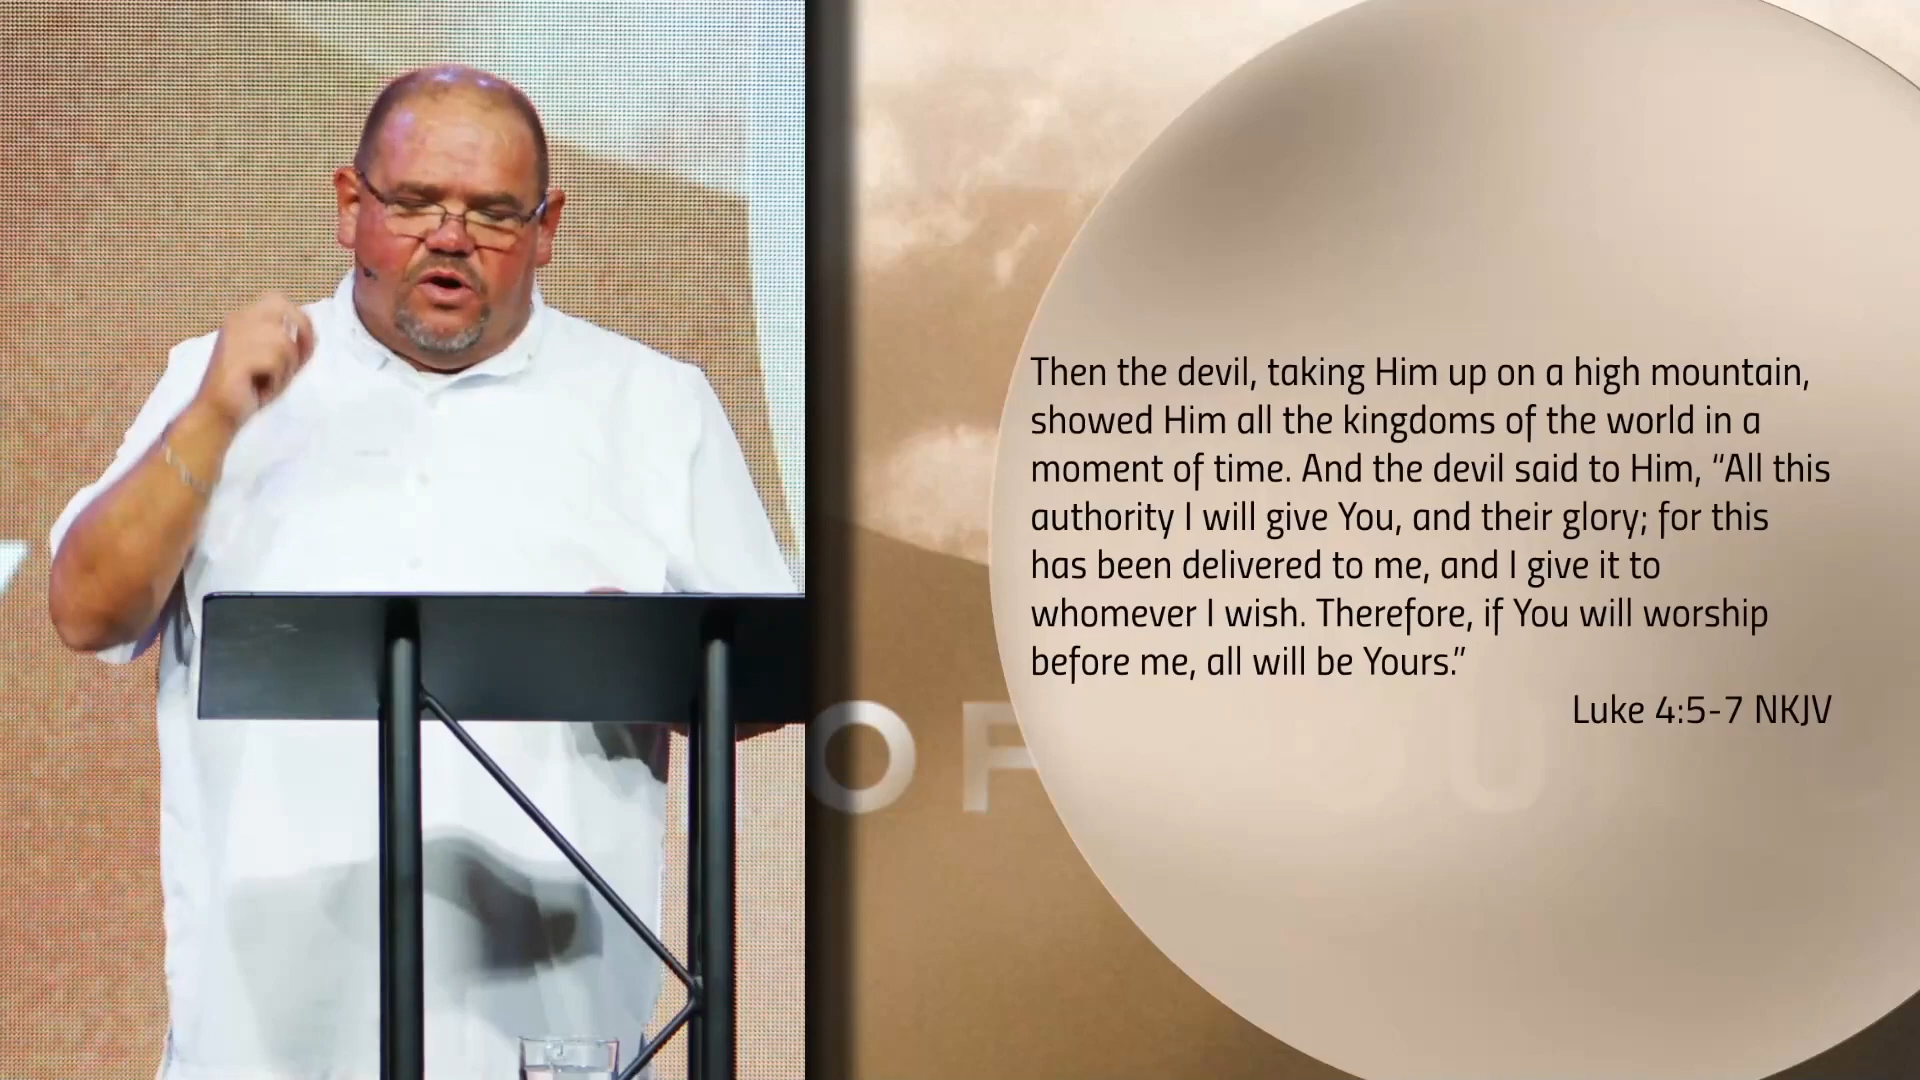 Then the devil, taking Him up on a high mountain,
showed Him all the kingdoms of the world in a
moment of time. And the devil said to Him, “All this
authority I will give You, and their glory; for this
has been delivered to me, and I give it to
whomever I wish. Therefore, if You will worship
before me, all will be Yours.”
Luke 4:5-7 NKJV
OF